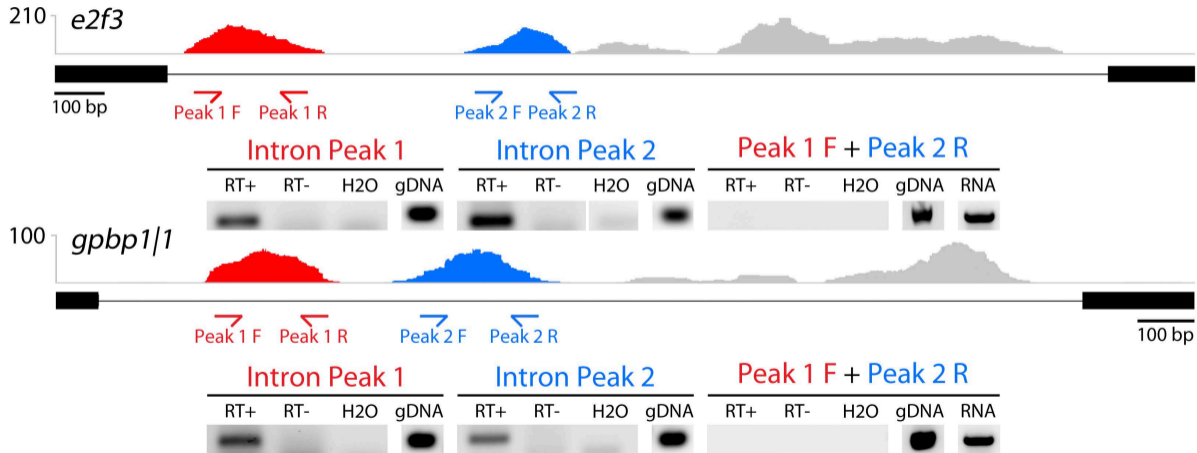 210 e2f3
100 bp
Peak 1 F Peak 1 R Peak 2 F Peak 2 R
Intron Peak 1 Intron Peak 2 Peak 1 F + Peak 2 R
RT+ RT- H2O gDNA RT+ RT- H2O gDNA RT+ RT- H2O gDNA RNA
100 gpbp1|1
Peak 1 F Peak 1 R Peak 2 F Peak 2 R 100 bp
Intron Peak 1 Intron Peak 2 Peak 1 F + Peak 2 R
RT+ RT- H2O gDNA RT+ RT- H2O gDNA RT+ RT- H2O gDNA RNA